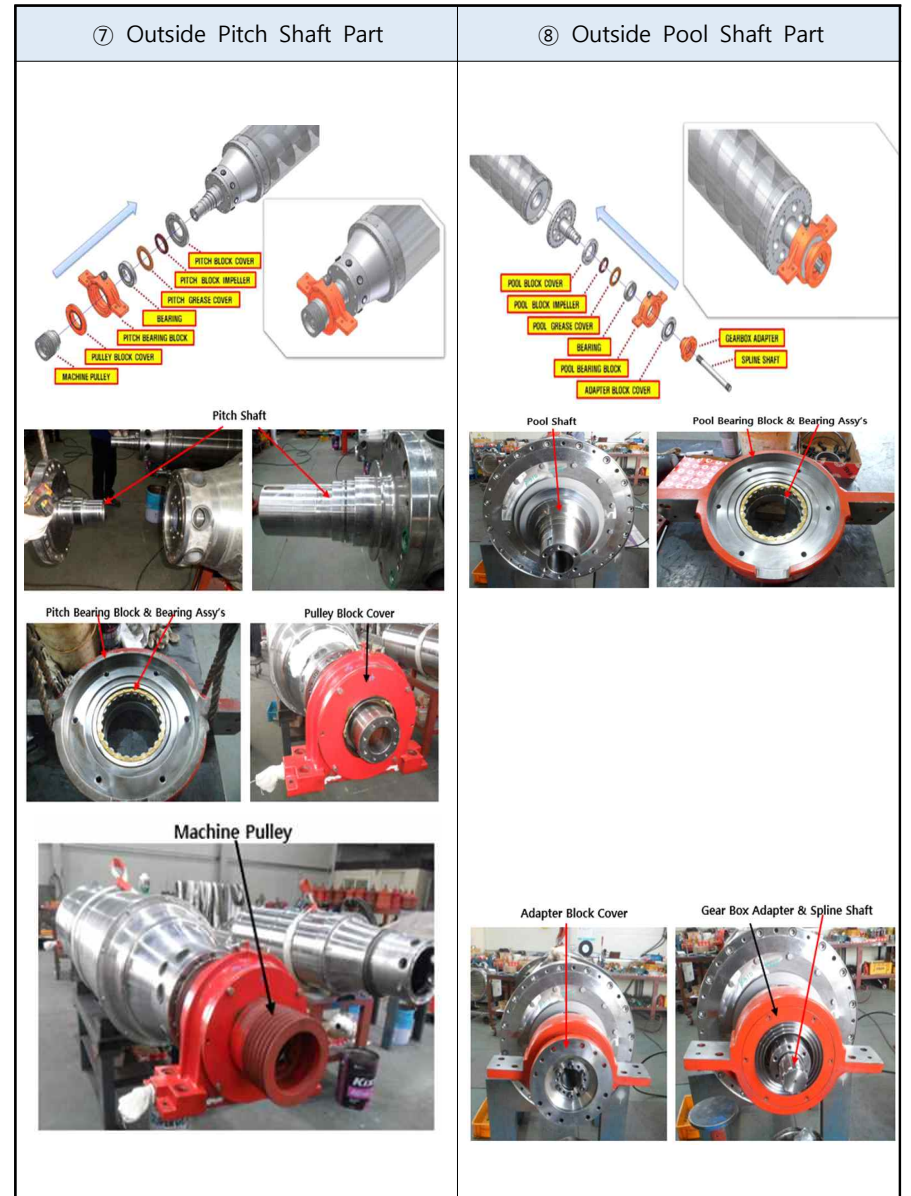 ⑦ Outside Pitch Shaft Part
⑧ Outside Pool Shaft Part
PITCH BLOCK COVER
PITCH BLOCK IMPELLER
PITCH GREASE COVER
BEARING
PITCH BEARING BLOCK
PULLEY BLOCK COVER
MACHINE PULLEY
POOL BLOCK COVER
POOL BLOCK IMPELLER
POOL GREASE COVER
BEARING
POOL BEARING BLOCK
ADAPTER BLOCK COVER
GEARBOX ADAPTER
SPLINE SHAFT
Pitch Shaft
Pool Shaft
Pool Bearing Block & Bearing Assy's
Pitch Bearing Block & Bearing Assy's
Pulley Block Cover
Machine Pulley
Adapter Block Cover
Gear Box Adapter & Spline Shaft